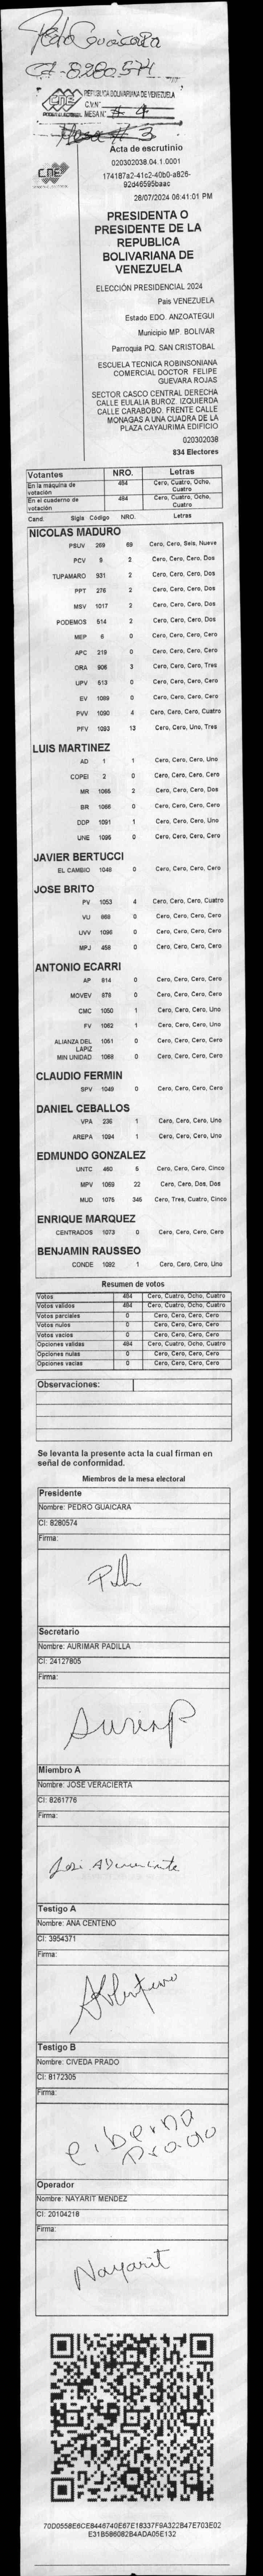 Pedro Guaicara
CI-8280574
CNE
REPÚBLICA BOLIVARIANA DE VENEZUELA
C.V.N°
MESA N° # 4
Mesa # 3
CNE
Acta de escrutinio
020302038.04.1.0001
174187a2-41c2-40b0-a826-
92d46595baac
28/07/2024 06:41:01 PM
PRESIDENTA O
PRESIDENTE DE LA
REPUBLICA
BOLIVARIANA DE
VENEZUELA
ELECCIÓN PRESIDENCIAL 2024
Pais VENEZUELA
Estado EDO. ANZOATEGUI
Municipio MP. BOLIVAR
Parroquia PQ. SAN CRISTOBAL
ESCUELA TECNICA ROBINSONIANA
COMERCIAL DOCTOR FELIPE
GUEVARA ROJAS
SECTOR CASCO CENTRAL DERECHA
CALLE EULALIA BUROZ. IZQUIERDA
CALLE CARABOBO. FRENTE CALLE
MONAGAS A UNA CUADRA DE LA
PLAZA CAYAURIMA EDIFICIO
020302038
834 Electores
Votantes NRO. Letras
En la máquina de votación 484 Cero, Cuatro, Ocho, Cuatro
En el cuaderno de votación 484 Cero, Cuatro, Ocho, Cuatro
Cand. Sigla Código NRO. Letras
NICOLAS MADURO
PSUV 269 69 Cero, Cero, Seis, Nueve
PCV 9 2 Cero, Cero, Cero, Dos
TUPAMARO 931 2 Cero, Cero, Cero, Dos
PPT 276 2 Cero, Cero, Cero, Dos
MSV 1017 2 Cero, Cero, Cero, Dos
PODEMOS 514 2 Cero, Cero, Cero, Dos
MEP 6 0 Cero, Cero, Cero, Cero
APC 219 0 Cero, Cero, Cero, Cero
ORA 906 3 Cero, Cero, Cero, Tres
UPV 513 0 Cero, Cero, Cero, Cero
EV 1089 0 Cero, Cero, Cero, Cero
PVV 1090 4 Cero, Cero, Cero, Cuatro
PFV 1093 13 Cero, Cero, Uno, Tres
LUIS MARTINEZ
AD 1 1 Cero, Cero, Cero, Uno
COPEI 2 0 Cero, Cero, Cero, Cero
MR 1065 2 Cero, Cero, Cero, Dos
BR 1066 0 Cero, Cero, Cero, Cero
DDP 1091 1 Cero, Cero, Cero, Uno
UNE 1095 0 Cero, Cero, Cero, Cero
JAVIER BERTUCCI
EL CAMBIO 1048 0 Cero, Cero, Cero, Cero
JOSE BRITO
PV 1053 4 Cero, Cero, Cero, Cuatro
VU 868 0 Cero, Cero, Cero, Cero
UVV 1096 0 Cero, Cero, Cero, Cero
MPJ 458 0 Cero, Cero, Cero, Cero
ANTONIO ECARRI
AP 814 0 Cero, Cero, Cero, Cero
MOVEV 878 0 Cero, Cero, Cero, Cero
CMC 1050 1 Cero, Cero, Cero, Uno
FV 1062 1 Cero, Cero, Cero, Uno
ALIANZA DEL LAPIZ 1051 0 Cero, Cero, Cero, Cero
MIN UNIDAD 1068 0 Cero, Cero, Cero, Cero
CLAUDIO FERMIN
SPV 1049 0 Cero, Cero, Cero, Cero
DANIEL CEBALLOS
VPA 236 1 Cero, Cero, Cero, Uno
AREPA 1094 1 Cero, Cero, Cero, Uno
EDMUNDO GONZALEZ
UNTC 460 5 Cero, Cero, Cero, Cinco
MPV 1069 22 Cero, Cero, Dos, Dos
MUD 1075 345 Cero, Tres, Cuatro, Cinco
ENRIQUE MARQUEZ
CENTRADOS 1073 0 Cero, Cero, Cero, Cero
BENJAMIN RAUSSEO
CONDE 1092 1 Cero, Cero, Cero, Uno
Resumen de votos
Votos 484 Cero, Cuatro, Ocho, Cuatro
Votos validos 484 Cero, Cuatro, Ocho, Cuatro
Votos parciales 0 Cero, Cero, Cero, Cero
Votos nulos 0 Cero, Cero, Cero, Cero
Votos vacios 0 Cero, Cero, Cero, Cero
Opciones validas 484 Cero, Cuatro, Ocho, Cuatro
Opciones nulas 0 Cero, Cero, Cero, Cero
Opciones vacias 0 Cero, Cero, Cero, Cero
Observaciones:
Se levanta la presente acta la cual firman en
señal de conformidad.
Miembros de la mesa electoral
Presidente
Nombre: PEDRO GUAICARA
CI: 8280574
Firma:
Secretario
Nombre: AURIMAR PADILLA
CI: 24127805
Firma:
Miembro A
Nombre: JOSE VERACIERTA
CI: 8261776
Firma:
Testigo A
Nombre: ANA CENTENO
CI: 3954371
Firma:
Testigo B
Nombre: CIVEDA PRADO
CI: 8172305
Firma:
Prado
Operador
Nombre: NAYARIT MENDEZ
CI: 20104218
Firma:
Nayarit
70D0558E6CE8446740E67E18337F9A322B47E703E02
E31B586082B4ADA05E132